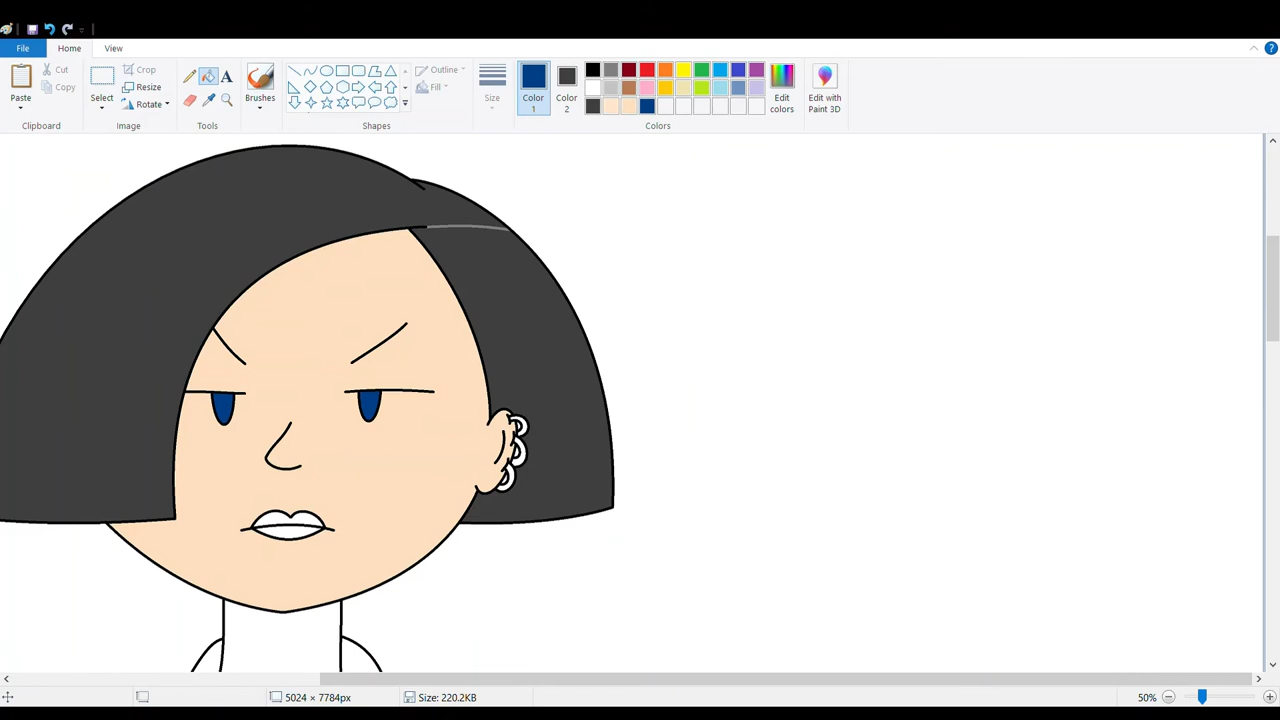 File Home View
Paste
Cut
Copy
Clipboard
Select
Crop
Resize
Rotate
Image
A
Tools
Brushes
Outline
Fill
Shapes
Size
Color 1
Color 2
Edit colors
Colors
Edit with Paint 3D
?
5024 × 7784px
Size: 220.2KB
50%